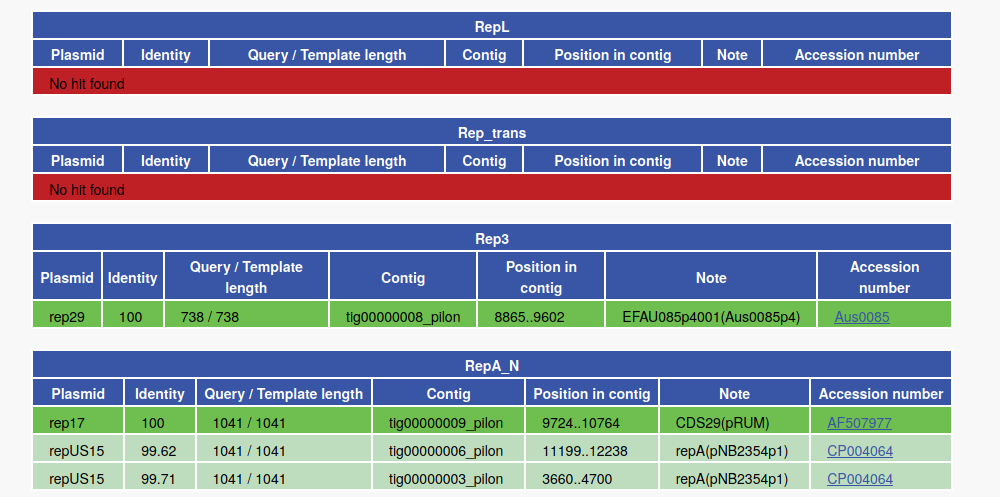 RepL
Plasmid Identity Query / Template length Contig Position in contig Note Accession number
No hit found
Rep_trans
Plasmid Identity Query / Template length Contig Position in contig Note Accession number
No hit found
Rep3
Plasmid Identity Query / Template length Contig Position in contig Note Accession number
rep29 100 738 / 738 tig00000008_pilon 8865..9602 EFAU085p4001(Aus0085p4) Aus0085
RepA_N
Plasmid Identity Query / Template length Contig Position in contig Note Accession number
rep17 100 1041 / 1041 tig00000009_pilon 9724..10764 CDS29(pRUM) AF507977
repUS15 99.62 1041 / 1041 tig00000006_pilon 11199..12238 repA(pNB2354p1) CP004064
repUS15 99.71 1041 / 1041 tig00000003_pilon 3660..4700 repA(pNB2354p1) CP004064